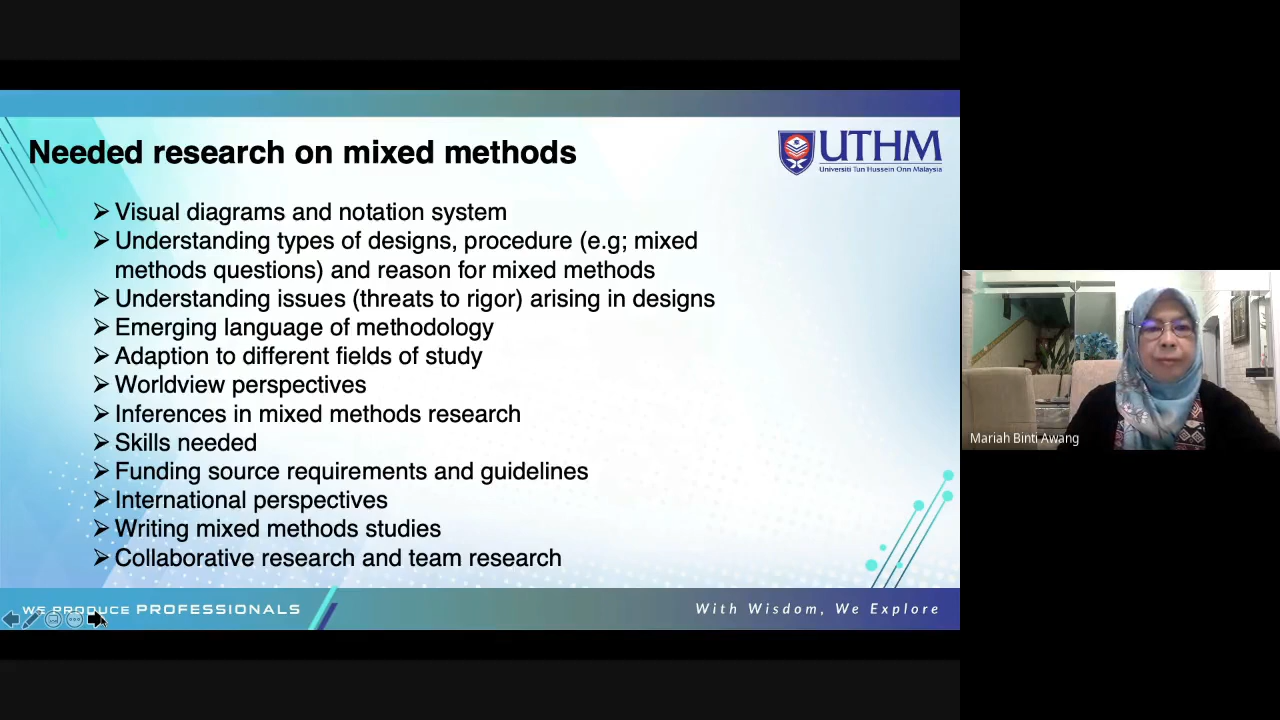 Needed research on mixed methods
UTHM
Universiti Tun Hussein Onn Malaysia
➢ Visual diagrams and notation system
➢ Understanding types of designs, procedure (e.g; mixed
methods questions) and reason for mixed methods
➢ Understanding issues (threats to rigor) arising in designs
➢ Emerging language of methodology
➢ Adaption to different fields of study
➢ Worldview perspectives
➢ Inferences in mixed methods research
➢ Skills needed
➢ Funding source requirements and guidelines
➢ International perspectives
➢ Writing mixed methods studies
➢ Collaborative research and team research
WE PRODUCE PROFESSIONALS
With Wisdom, We Explore
Mariah Binti Awang